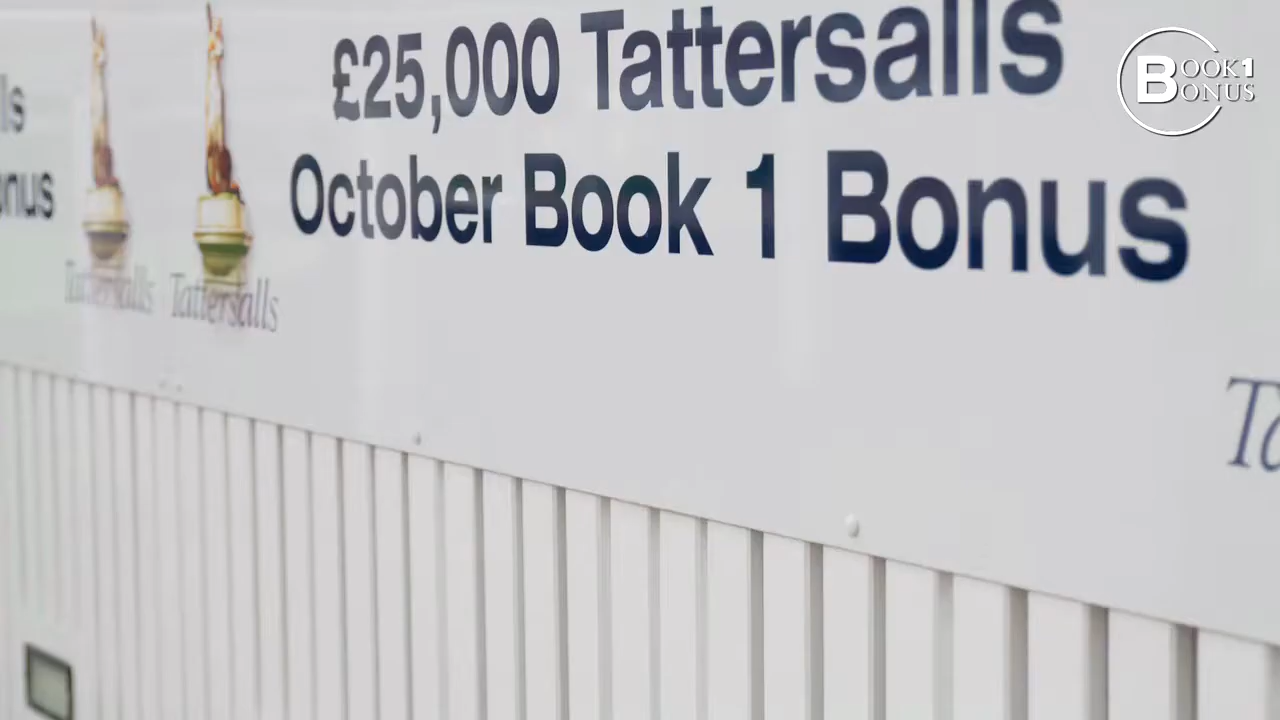 £25,000 Tattersalls
October Book 1 Bonus
Tattersalls
Tattersalls
BOOK1
BONUS